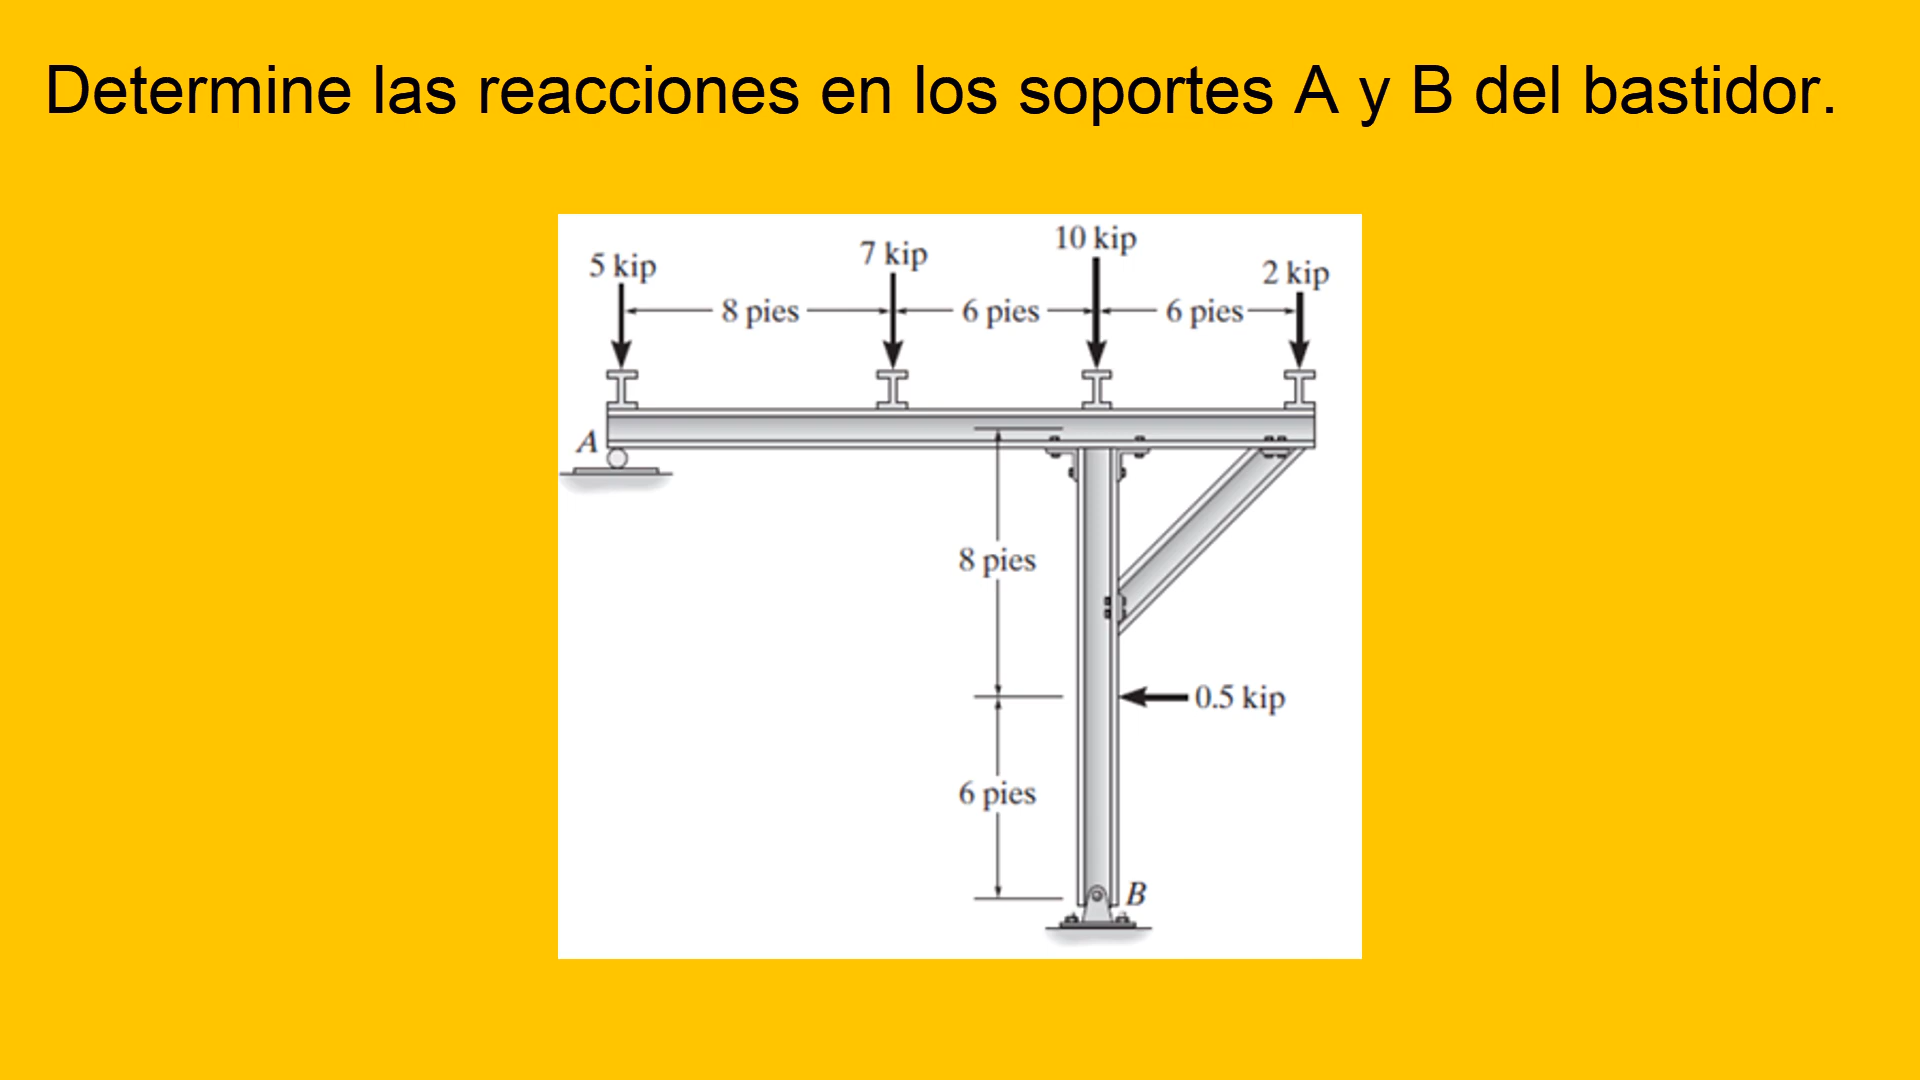 Determine las reacciones en los soportes A y B del bastidor.
10 kip
7 kip
5 kip
2 kip
8 pies
6 pies
6 pies
A
8 pies
0.5 kip
6 pies
B